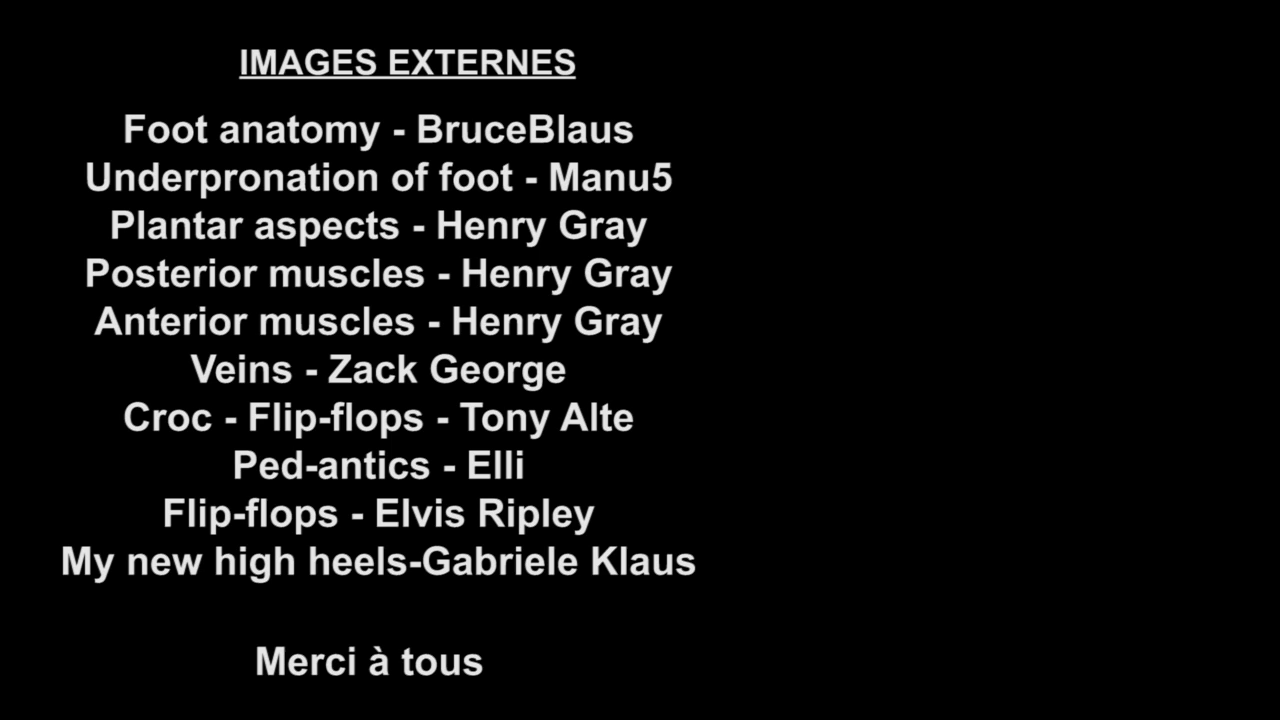 IMAGES EXTERNES
Foot anatomy - BruceBlaus
Underpronation of foot - Manu5
Plantar aspects - Henry Gray
Posterior muscles - Henry Gray
Anterior muscles - Henry Gray
Veins - Zack George
Croc - Flip-flops - Tony Alte
Ped-antics - Elli
Flip-flops - Elvis Ripley
My new high heels-Gabriele Klaus
Merci à tous